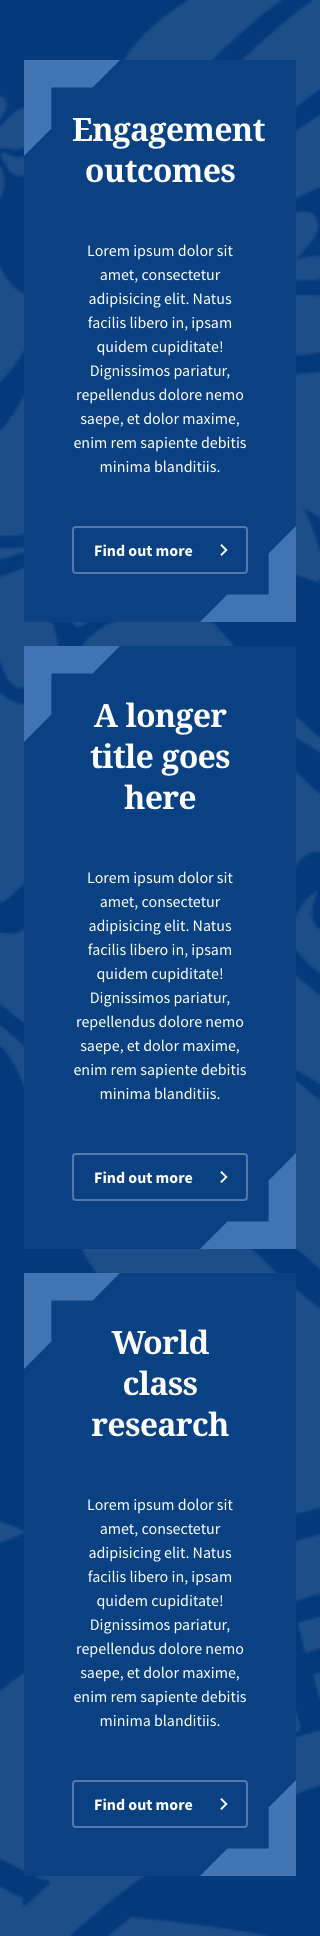 Engagement
outcomes
Lorem ipsum dolor sit
amet, consectetur
adipisicing elit. Natus
facilis libero in, ipsam
quidem cupiditate!
Dignissimos pariatur,
repellendus dolore nemo
saepe, et dolor maxime,
enim rem sapiente debitis
minima blanditiis.
Find out more
A longer
title goes
here
Lorem ipsum dolor sit
amet, consectetur
adipisicing elit. Natus
facilis libero in, ipsam
quidem cupiditate!
Dignissimos pariatur,
repellendus dolore nemo
saepe, et dolor maxime,
enim rem sapiente debitis
minima blanditiis.
Find out more
World
class
research
Lorem ipsum dolor sit
amet, consectetur
adipisicing elit. Natus
facilis libero in, ipsam
quidem cupiditate!
Dignissimos pariatur,
repellendus dolore nemo
saepe, et dolor maxime,
enim rem sapiente debitis
minima blanditiis.
Find out more